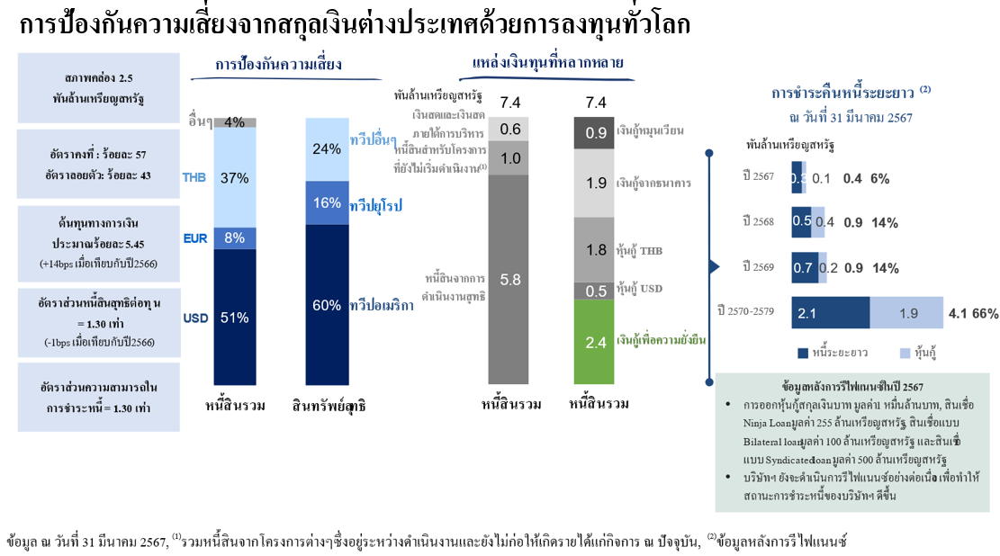 การป้องกันความเสี่ยงจากสกุลเงินต่างประเทศด้วยการลงทุนทั่วโลก
สภาพคล่อง 2.5
พันล้านเหรียญสหรัฐ
อัตราคงที่ : ร้อยละ 57
อัตราลอยตัว: ร้อยละ 43
ต้นทุนทางการเงิน
ประมาณร้อยละ 5.45
(+14bps เมื่อเทียบกับปี2566)
อัตราส่วนหนี้สินสุทธิต่อทุน
= 1.30 เท่า
(-1bps เมื่อเทียบกับปี2566)
อัตราส่วนความสามารถใน
การชำระหนี้ = 1.30 เท่า
การป้องกันความเสี่ยง
อื่นๆ 4%
THB 37%
EUR 8%
USD 51%
หนี้สินรวม
24% ทวีปอื่นๆ
16% ทวีปยุโรป
60% ทวีปอเมริกา
สินทรัพย์สุทธิ
แหล่งเงินทุนที่หลากหลาย
พันล้านเหรียญสหรัฐ 7.4
เงินสดและเงินสด
ภายใต้การบริหาร
0.6
หนี้สินสำหรับโครงการ
ที่ยังไม่เริ่มดำเนินงาน(1)
1.0
หนี้สินจากการ
ดำเนินงานสุทธิ
5.8
หนี้สินรวม
7.4
0.9 เงินกู้หมุนเวียน
1.9 เงินกู้จากธนาคาร
1.8 หุ้นกู้ THB
0.5 หุ้นกู้ USD
2.4 เงินกู้เพื่อความยั่งยืน
หนี้สินรวม
การชำระคืนหนี้ระยะยาว (2)
ณ วันที่ 31 มีนาคม 2567
พันล้านเหรียญสหรัฐ
ปี 2567 0.3 0.1 0.4 6%
ปี 2568 0.5 0.4 0.9 14%
ปี 2569 0.7 0.2 0.9 14%
ปี 2570-2579 2.1 1.9 4.1 66%
หนี้ระยะยาว หุ้นกู้
ข้อมูลหลังการรีไฟแนนซ์ในปี 2567
• การออกหุ้นกู้สกุลเงินบาท มูลค่า1 หมื่นล้านบาท, สินเชื่อ
Ninja Loan มูลค่า 255 ล้านเหรียญสหรัฐ, สินเชื่อแบบ
Bilateral loan มูลค่า 100 ล้านเหรียญสหรัฐ และสินเชื่อ
แบบ Syndicated loan มูลค่า 500 ล้านเหรียญสหรัฐ
• บริษัทฯ ยังจะดำเนินการรีไฟแนนซ์อย่างต่อเนื่อง เพื่อทำให้
สถานะการชำระหนี้ของบริษัทฯ ดีขึ้น
ข้อมูล ณ วันที่ 31 มีนาคม 2567, (1)รวมหนี้สินจากโครงการต่างๆซึ่งอยู่ระหว่างดำเนินงานและยังไม่ก่อให้เกิดรายได้แก่กิจการ ณ ปัจจุบัน, (2)ข้อมูลหลังการรีไฟแนนซ์